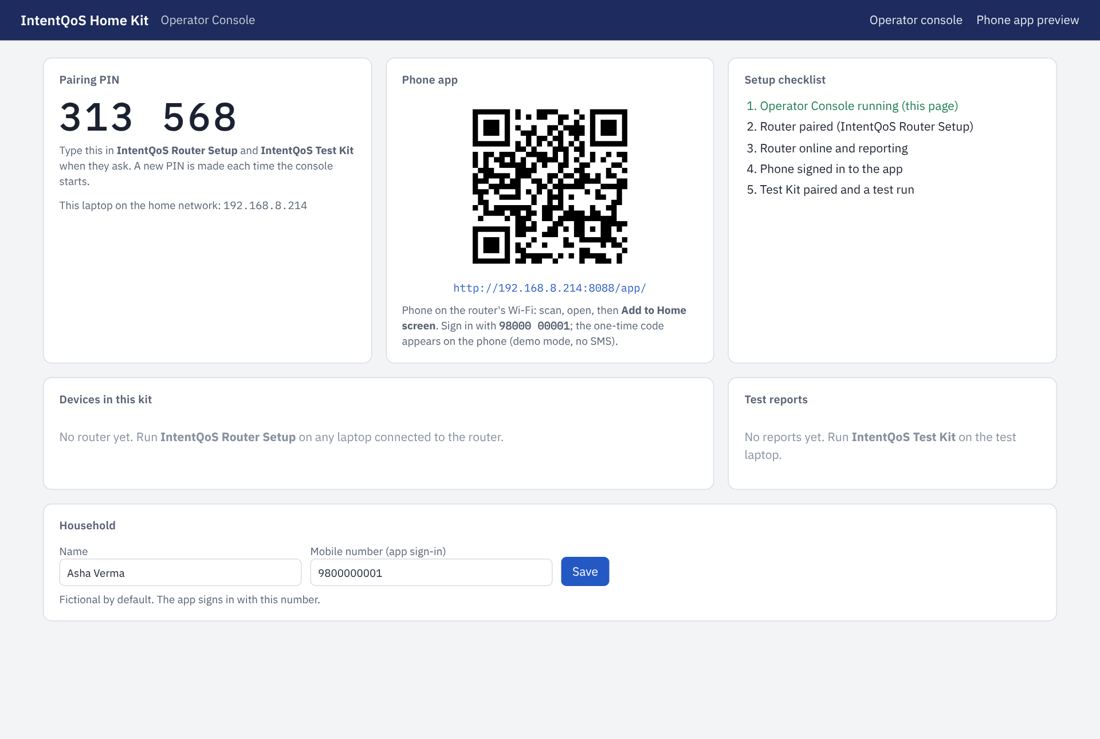 IntentQoS Home Kit Operator Console
Operator console Phone app preview
Pairing PIN
313 568
Type this in IntentQoS Router Setup and IntentQoS Test Kit
when they ask. A new PIN is made each time the console
starts.
This laptop on the home network: 192.168.8.214
Phone app
http://192.168.8.214:8088/app/
Phone on the router's Wi-Fi: scan, open, then Add to Home
screen. Sign in with 98000 00001; the one-time code
appears on the phone (demo mode, no SMS).
Setup checklist
1. Operator Console running (this page)
2. Router paired (IntentQoS Router Setup)
3. Router online and reporting
4. Phone signed in to the app
5. Test Kit paired and a test run
Devices in this kit
No router yet. Run IntentQoS Router Setup on any laptop connected to the router.
Test reports
No reports yet. Run IntentQoS Test Kit on the test
laptop.
Household
Name
Asha Verma
Mobile number (app sign-in)
9800000001
Save
Fictional by default. The app signs in with this number.